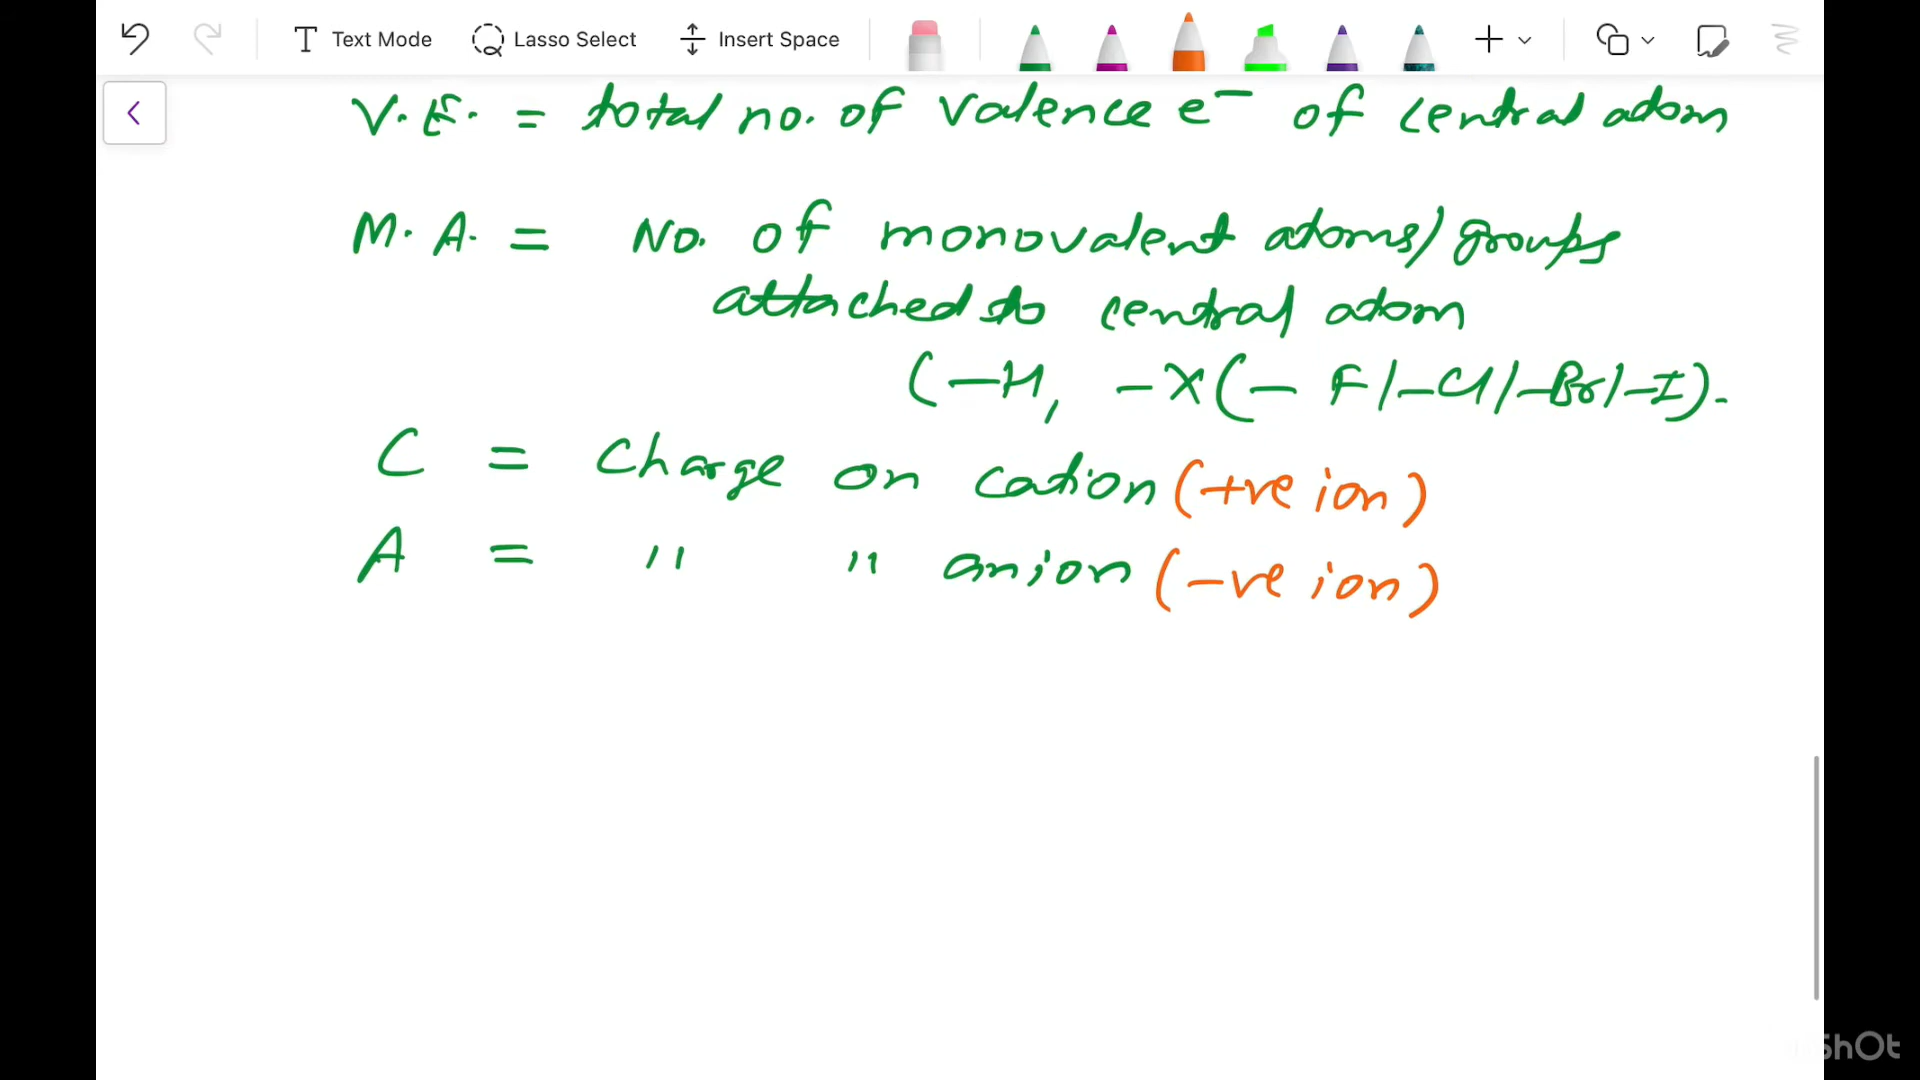 Text Mode Lasso Select Insert Space
V.E. = total no. of valence e⁻ of central atom
M.A. = No. of monovalent atoms/groups
attached to central atom
(-H, -X(- F/-Cl/-Br/-I).
C = Charge on cation (+ve ion)
A = " " anion (-ve ion)